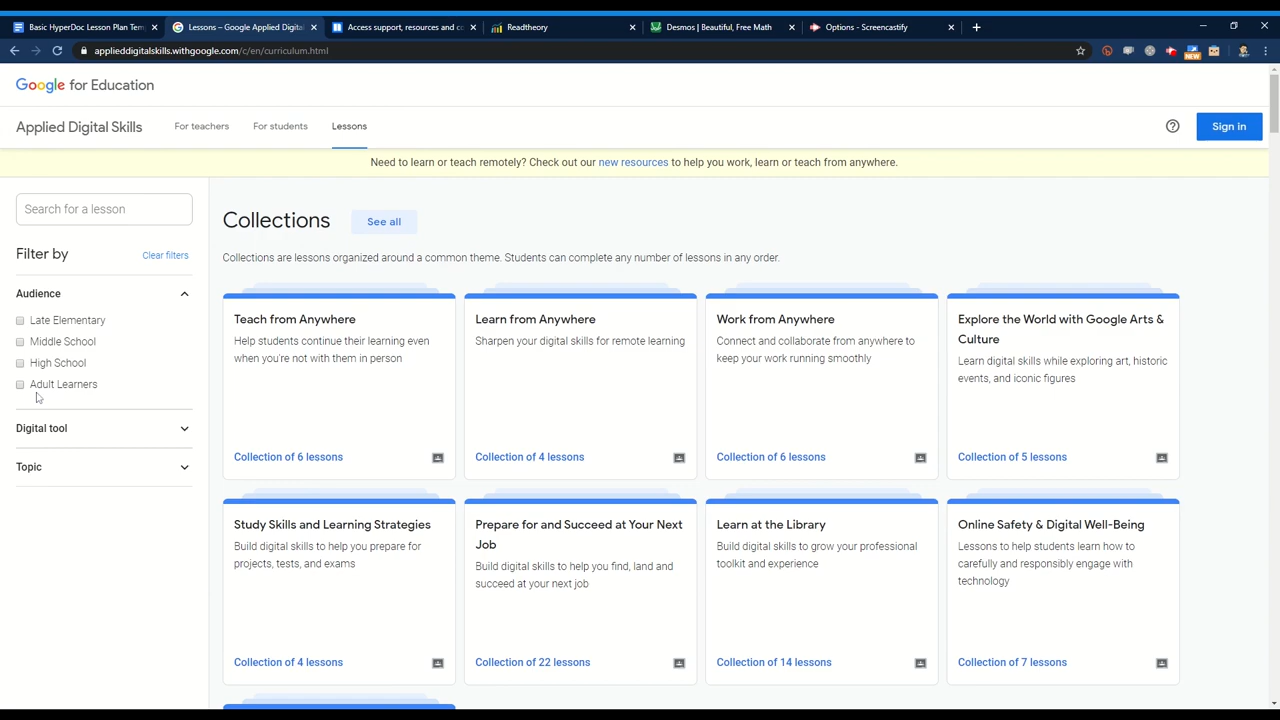 Basic HyperDoc Lesson Plan Tem
Lessons – Google Applied Digital
Access support, resources and co
Readtheory
Desmos | Beautiful, Free Math
Options - Screencastify
applieddigitalskills.withgoogle.com/c/en/curriculum.html
NEW
Google for Education
Applied Digital Skills
For teachers
For students
Lessons
Sign in
Need to learn or teach remotely? Check out our new resources to help you work, learn or teach from anywhere.
Search for a lesson
Filter by
Clear filters
Audience
Late Elementary
Middle School
High School
Adult Learners
Digital tool
Topic
Collections
See all
Collections are lessons organized around a common theme. Students can complete any number of lessons in any order.
Teach from Anywhere
Help students continue their learning even
when you're not with them in person
Collection of 6 lessons
Learn from Anywhere
Sharpen your digital skills for remote learning
Collection of 4 lessons
Work from Anywhere
Connect and collaborate from anywhere to
keep your work running smoothly
Collection of 6 lessons
Explore the World with Google Arts &
Culture
Learn digital skills while exploring art, historic
events, and iconic figures
Collection of 5 lessons
Study Skills and Learning Strategies
Build digital skills to help you prepare for
projects, tests, and exams
Collection of 4 lessons
Prepare for and Succeed at Your Next
Job
Build digital skills to help you find, land and
succeed at your next job
Collection of 22 lessons
Learn at the Library
Build digital skills to grow your professional
toolkit and experience
Collection of 14 lessons
Online Safety & Digital Well-Being
Lessons to help students learn how to
carefully and responsibly engage with
technology
Collection of 7 lessons